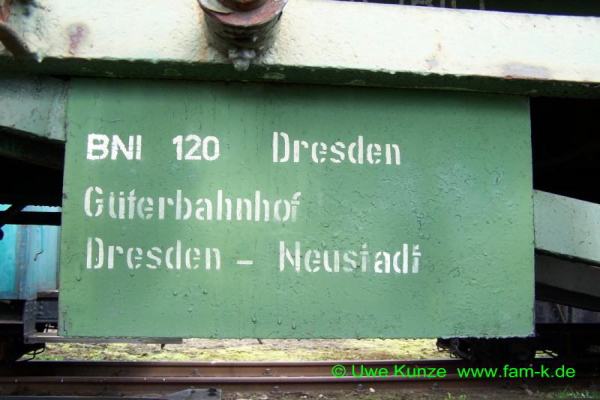 BNI 120 Dresden
Güterbahnhof
Dresden - Neustadt
© Uwe Kunze www.fam-k.de